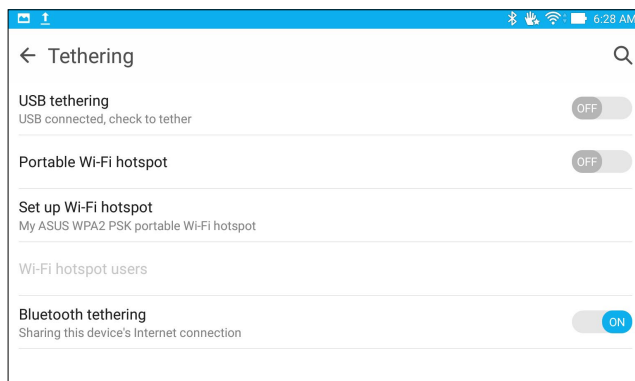 6:28 AM
Tethering
USB tethering
OFF
USB connected, check to tether
Portable Wi-Fi hotspot
OFF
Set up Wi-Fi hotspot
My ASUS WPA2 PSK portable Wi-Fi hotspot
Wi-Fi hotspot users
Bluetooth tethering
ON
Sharing this device's Internet connection